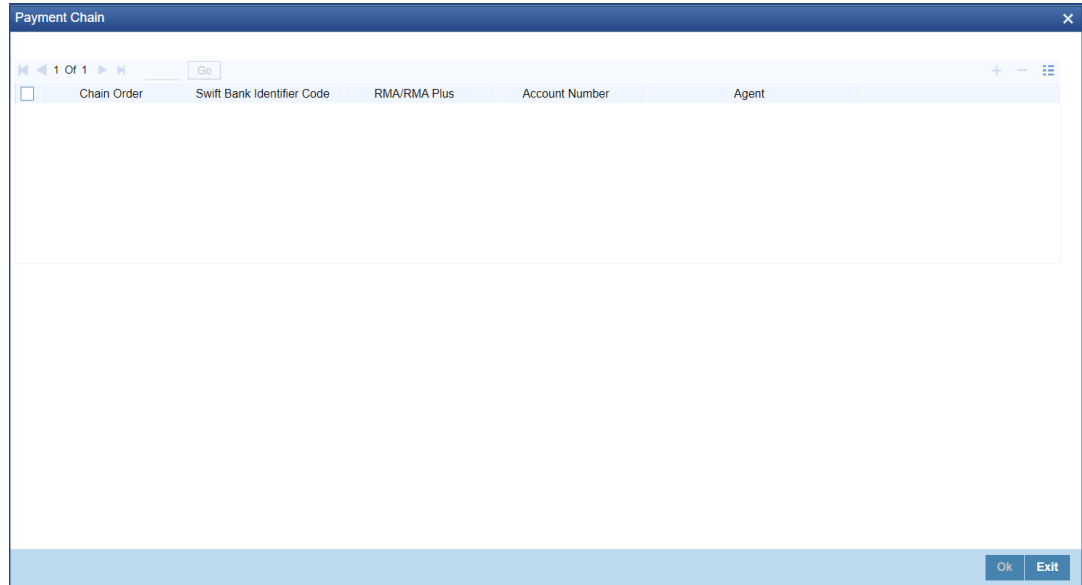 Payment Chain
1 Of 1 Go
Chain Order Swift Bank Identifier Code RMA/RMA Plus Account Number Agent
Ok Exit